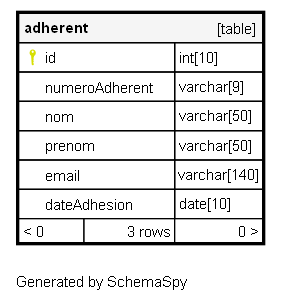 adherent [table]
id int[10]
numeroAdherent varchar[9]
nom varchar[50]
prenom varchar[50]
email varchar[140]
dateAdhesion date[10]
< 0 3 rows 0 >
Generated by SchemaSpy